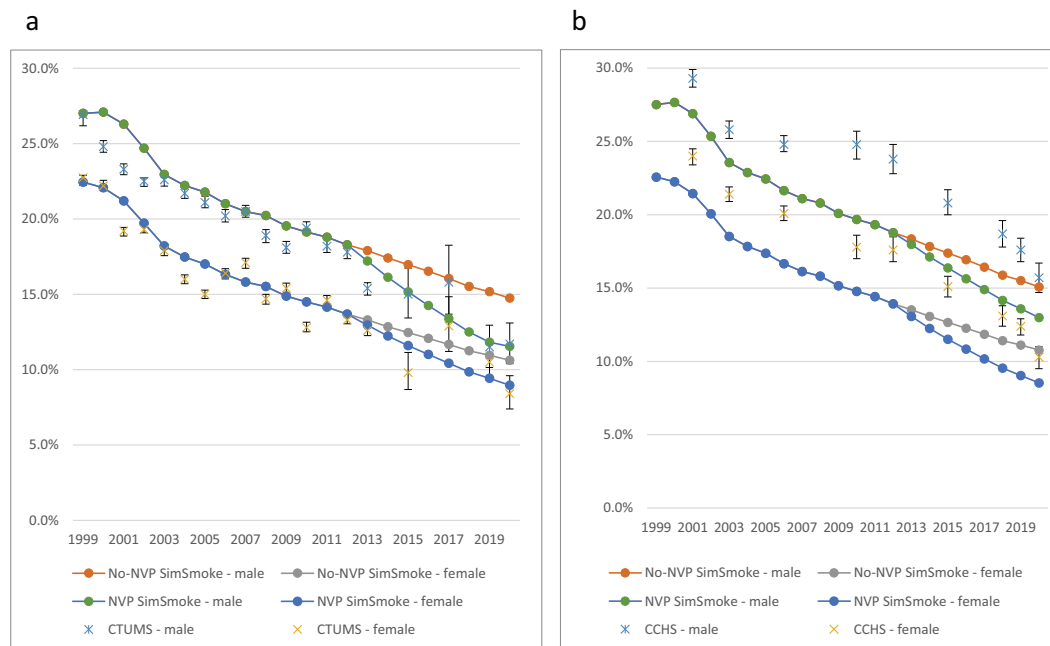 a
30.0%
25.0%
20.0%
15.0%
10.0%
5.0%
0.0%
1999 2001 2003 2005 2007 2009 2011 2013 2015 2017 2019
No-NVP SimSmoke - male No-NVP SimSmoke - female
NVP SimSmoke - male NVP SimSmoke - female
CTUMS - male CTUMS - female
b
30.0%
25.0%
20.0%
15.0%
10.0%
5.0%
0.0%
1999 2001 2003 2005 2007 2009 2011 2013 2015 2017 2019
No-NVP SimSmoke - male No-NVP SimSmoke - female
NVP SimSmoke - male NVP SimSmoke - female
CCHS - male CCHS - female